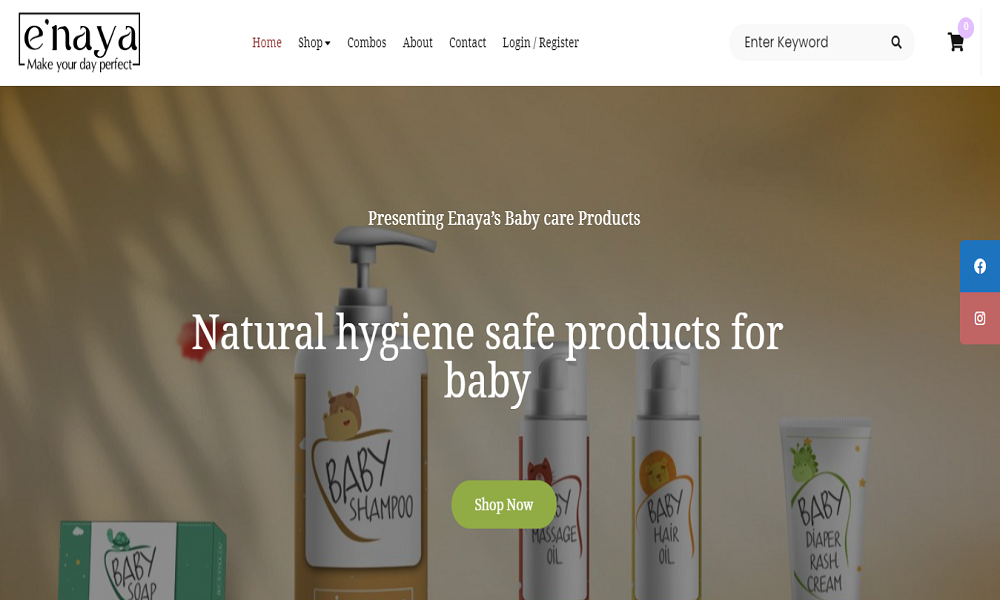 e'naya
Make your day perfect
Home Shop Combos About Contact Login / Register
Enter Keyword
0
Presenting Enaya's Baby care Products
Natural hygiene safe products for
baby
Shop Now
BABY
SHAMPOO
BABY
MASSAGE
OIL
BABY
HAIR
OIL
BABY
DIAPER
RASH
CREAM
BABY
SOAP